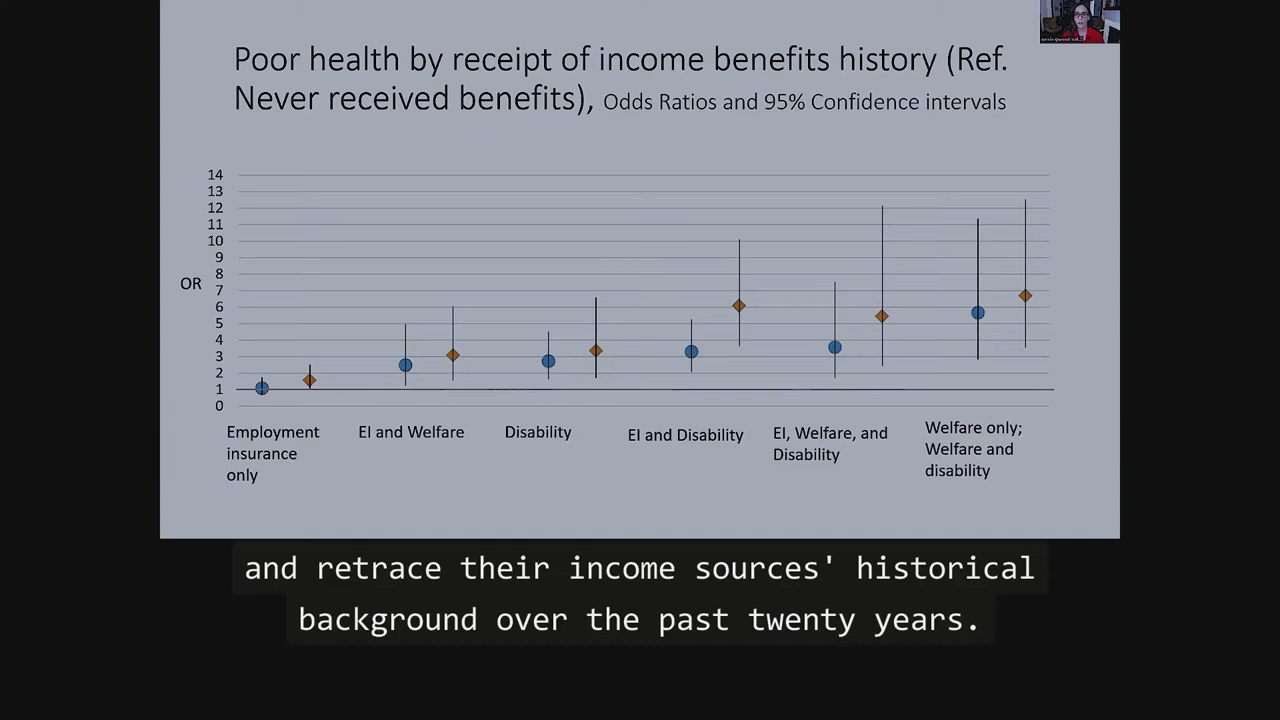 Poor health by receipt of income benefits history (Ref.
Never received benefits), Odds Ratios and 95% Confidence intervals
14
13
12
11
10
9
8
OR
7
6
5
4
3
2
1
0
Employment
insurance
only
EI and Welfare
Disability
EI and Disability
EI, Welfare, and
Disability
Welfare only;
Welfare and
disability
and retrace their income sources' historical
background over the past twenty years.